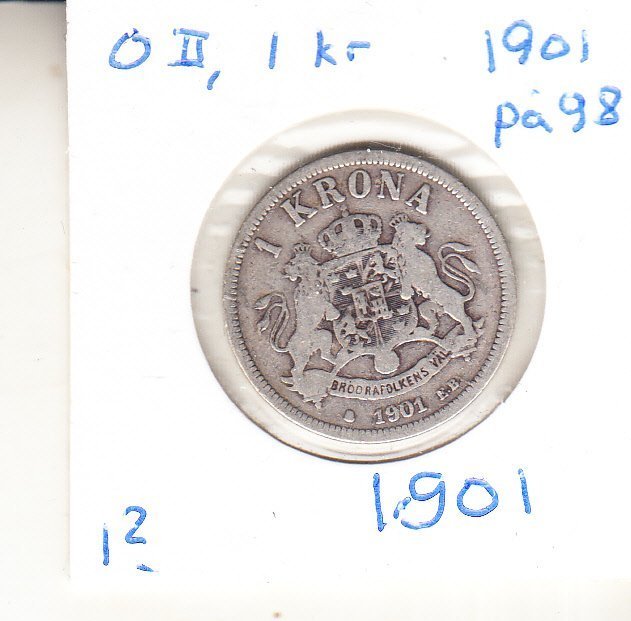 O II, 1 kr 1901
på 98
1 KRONA
BRÖDRAFOLKENS VÄL
1901 E.B.
1901
12.